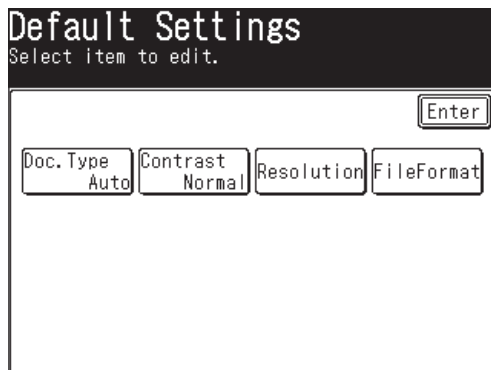 Default Settings
Select item to edit.
Enter
Doc.Type
Auto
Contrast
Normal
Resolution
FileFormat